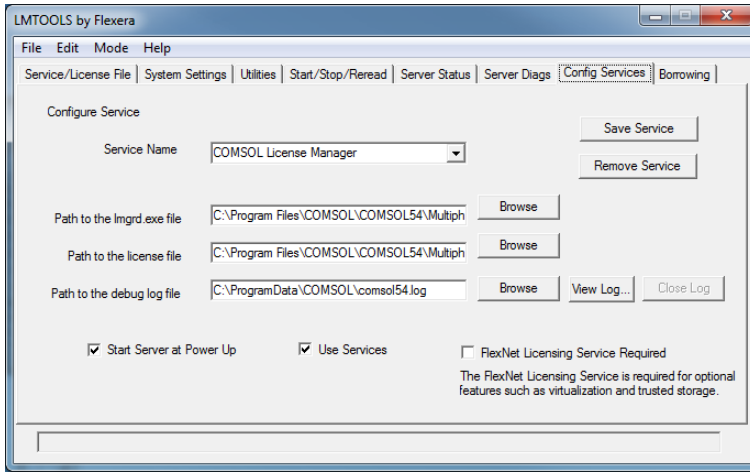 LMTOOLS by Flexera
File Edit Mode Help
Service/License File System Settings Utilities Start/Stop/Reread Server Status Server Diags Config Services Borrowing
Configure Service
Save Service
Service Name COMSOL License Manager
Remove Service
Path to the lmgrd.exe file C:\Program Files\COMSOL\COMSOL54\Multiph Browse
Path to the license file C:\Program Files\COMSOL\COMSOL54\Multiph Browse
Path to the debug log file C:\ProgramData\COMSOL\comsol54.log Browse View Log... Close Log
Start Server at Power Up Use Services FlexNet Licensing Service Required
The FlexNet Licensing Service is required for optional
features such as virtualization and trusted storage.